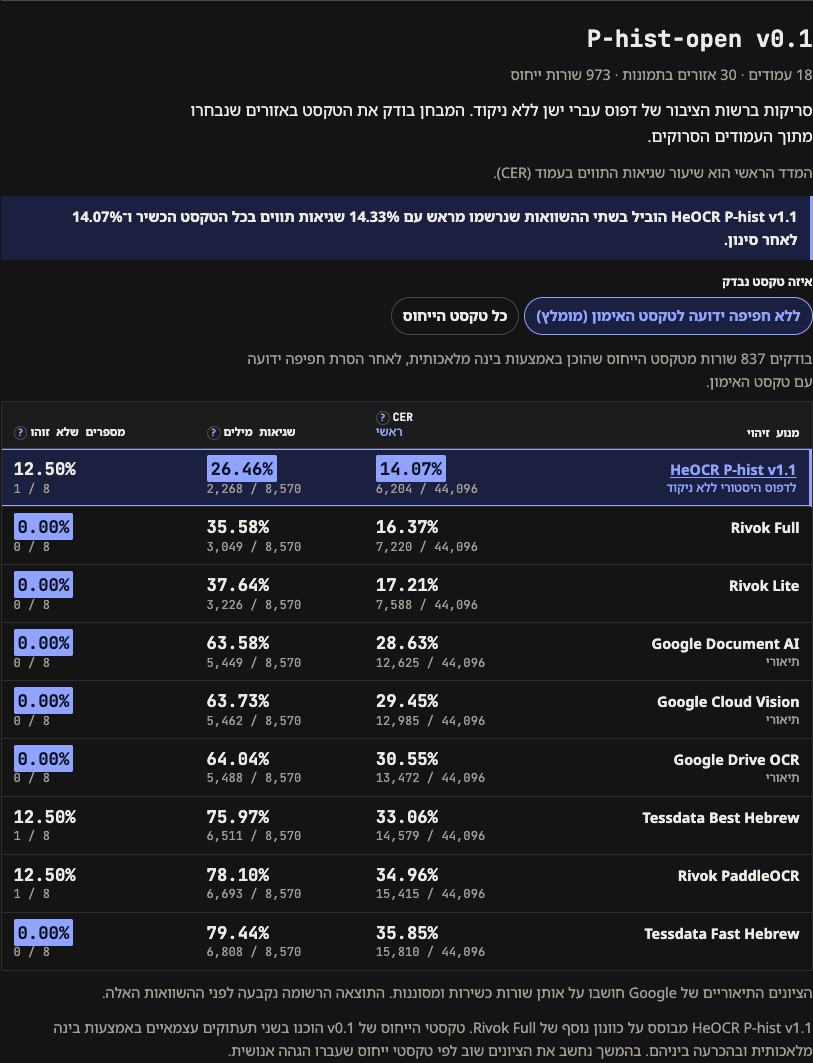 P-hist-open v0.1
18 עמודים · 30 אזורים בתמונות · 973 שורות ייחוס
סריקות ברשות הציבור של דפוס עברי ישן ללא ניקוד. המבחן בודק את הטקסט באזורים שנבחרו
מתוך העמודים הסרוקים.
המדד הראשי הוא שיעור שגיאות התווים בעמוד (CER).
HeOCR P-hist v1.1 הוביל בשתי ההשוואות שנרשמו מראש עם 14.33% שגיאות תווים בכל הטקסט הכשיר ו־14.07%
לאחר סינון.
איזה טקסט נבדק
ללא חפיפה ידועה לטקסט האימון (מומלץ) כל טקסט הייחוס
בודקים 837 שורות מטקסט הייחוס שהוכן באמצעות בינה מלאכותית, לאחר הסרת חפיפה ידועה
עם טקסט האימון.
מנוע זיהוי CER ? ראשי שגיאות מילים ? מספרים שלא זוהו ?
HeOCR P-hist v1.1 14.07% 26.46% 12.50%
לדפוס היסטורי ללא ניקוד 6,204 / 44,096 2,268 / 8,570 1 / 8
Rivok Full 16.37% 35.58% 0.00%
7,220 / 44,096 3,049 / 8,570 0 / 8
Rivok Lite 17.21% 37.64% 0.00%
7,588 / 44,096 3,226 / 8,570 0 / 8
Google Document AI 28.63% 63.58% 0.00%
תיאורי 12,625 / 44,096 5,449 / 8,570 0 / 8
Google Cloud Vision 29.45% 63.73% 0.00%
תיאורי 12,985 / 44,096 5,462 / 8,570 0 / 8
Google Drive OCR 30.55% 64.04% 0.00%
תיאורי 13,472 / 44,096 5,488 / 8,570 0 / 8
Tessdata Best Hebrew 33.06% 75.97% 12.50%
14,579 / 44,096 6,511 / 8,570 1 / 8
Rivok PaddleOCR 34.96% 78.10% 12.50%
15,415 / 44,096 6,693 / 8,570 1 / 8
Tessdata Fast Hebrew 35.85% 79.44% 0.00%
15,810 / 44,096 6,808 / 8,570 0 / 8
הציונים התיאוריים של Google חושבו על אותן שורות כשירות ומסוננות. התוצאה הרשומה נקבעה לפני ההשוואות האלה.
HeOCR P-hist v1.1 מבוסס על כוונון נוסף של Rivok Full. טקסטי הייחוס של v0.1 הוכנו בשני תעתוקים עצמאיים באמצעות בינה
מלאכותית ובהכרעה ביניהם. בהמשך נחשב את הציונים שוב לפי טקסטי ייחוס שעברו הגהה אנושית.